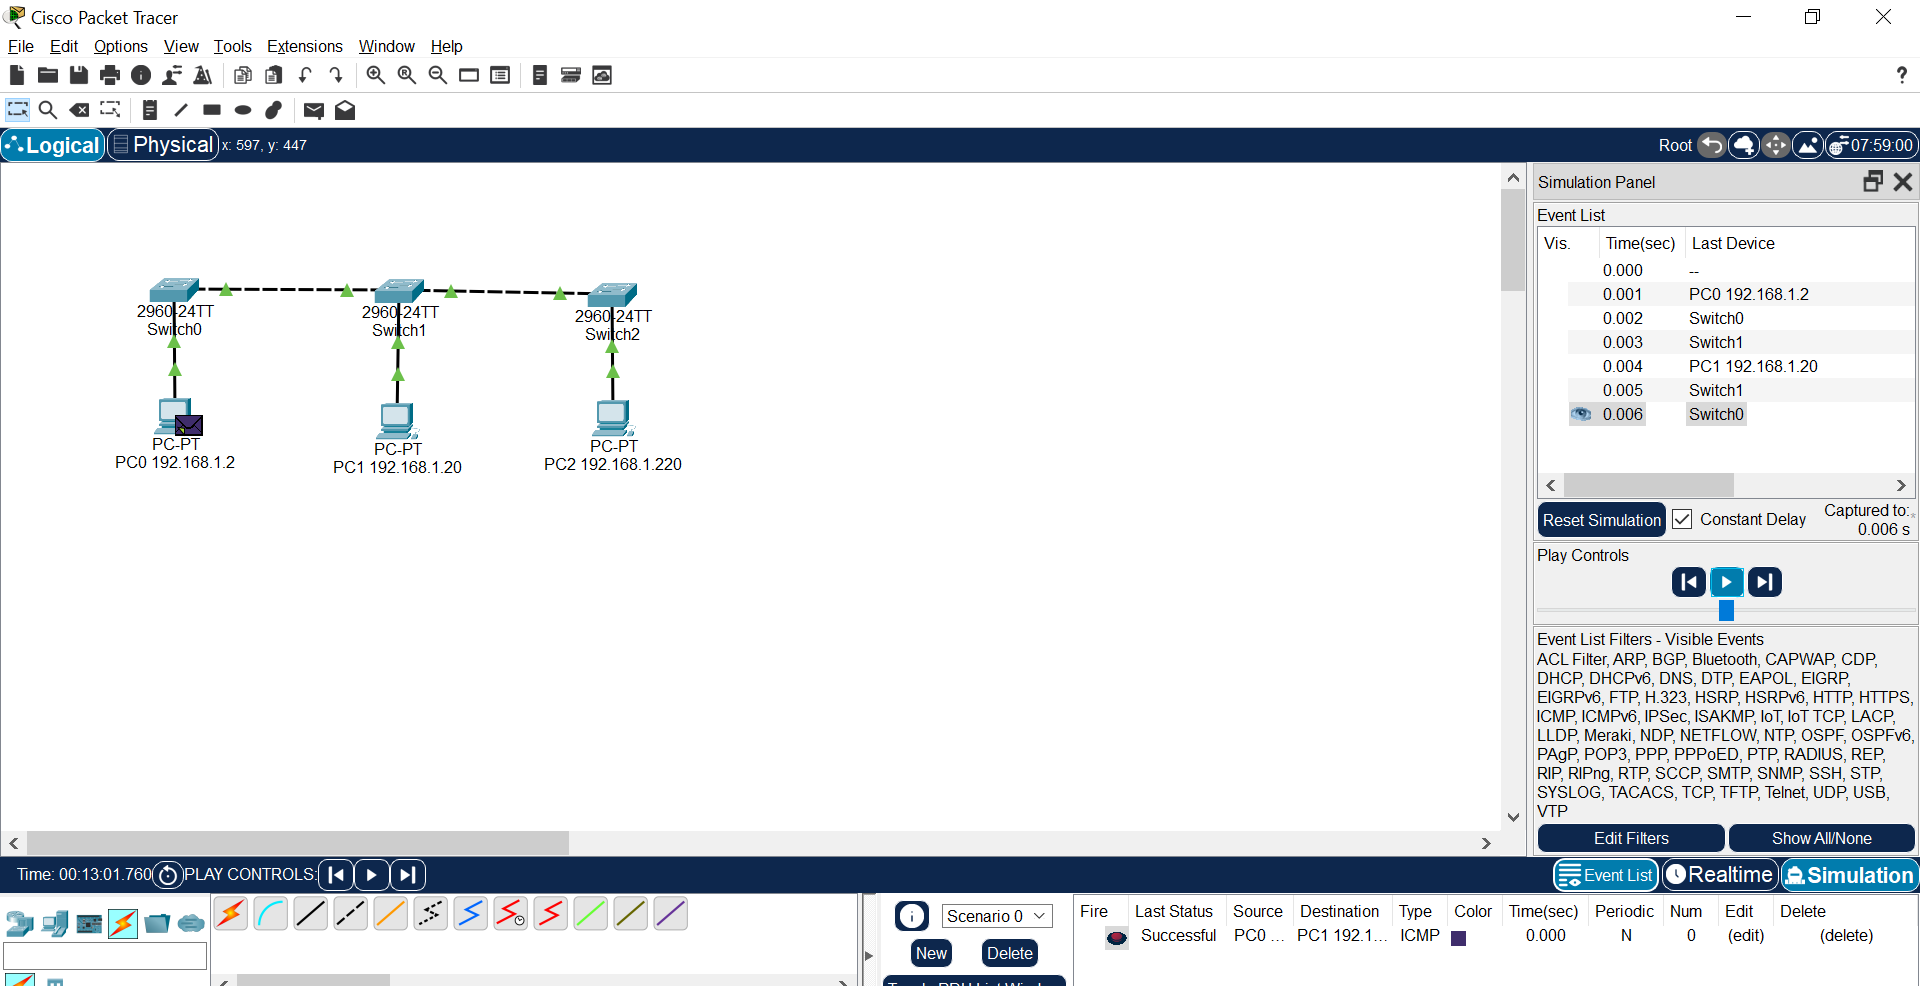 Cisco Packet Tracer
File Edit Options View Tools Extensions Window Help
?
Logical Physical x: 597, y: 447 Root 07:59:00
2960-24TT
Switch0
2960-24TT
Switch1
2960-24TT
Switch2
PC-PT
PC0 192.168.1.2
PC-PT
PC1 192.168.1.20
PC-PT
PC2 192.168.1.220
Simulation Panel
Event List
Vis. Time(sec) Last Device
0.000 --
0.001 PC0 192.168.1.2
0.002 Switch0
0.003 Switch1
0.004 PC1 192.168.1.20
0.005 Switch1
0.006 Switch0
Reset Simulation Constant Delay Captured to:*
0.006 s
Play Controls
Event List Filters - Visible Events
ACL Filter, ARP, BGP, Bluetooth, CAPWAP, CDP,
DHCP, DHCPv6, DNS, DTP, EAPOL, EIGRP,
EIGRPv6, FTP, H.323, HSRP, HSRPv6, HTTP, HTTPS,
ICMP, ICMPv6, IPSec, ISAKMP, IoT, IoT TCP, LACP,
LLDP, Meraki, NDP, NETFLOW, NTP, OSPF, OSPFv6,
PAgP, POP3, PPP, PPPoED, PTP, RADIUS, REP,
RIP, RIPng, RTP, SCCP, SMTP, SNMP, SSH, STP,
SYSLOG, TACACS, TCP, TFTP, Telnet, UDP, USB,
VTP
Edit Filters Show All/None
Time: 00:13:01.760 PLAY CONTROLS: Event List Realtime Simulation
Scenario 0
New Delete
Fire Last Status Source Destination Type Color Time(sec) Periodic Num Edit Delete
Successful PC0 ... PC1 192.1... ICMP 0.000 N 0 (edit) (delete)